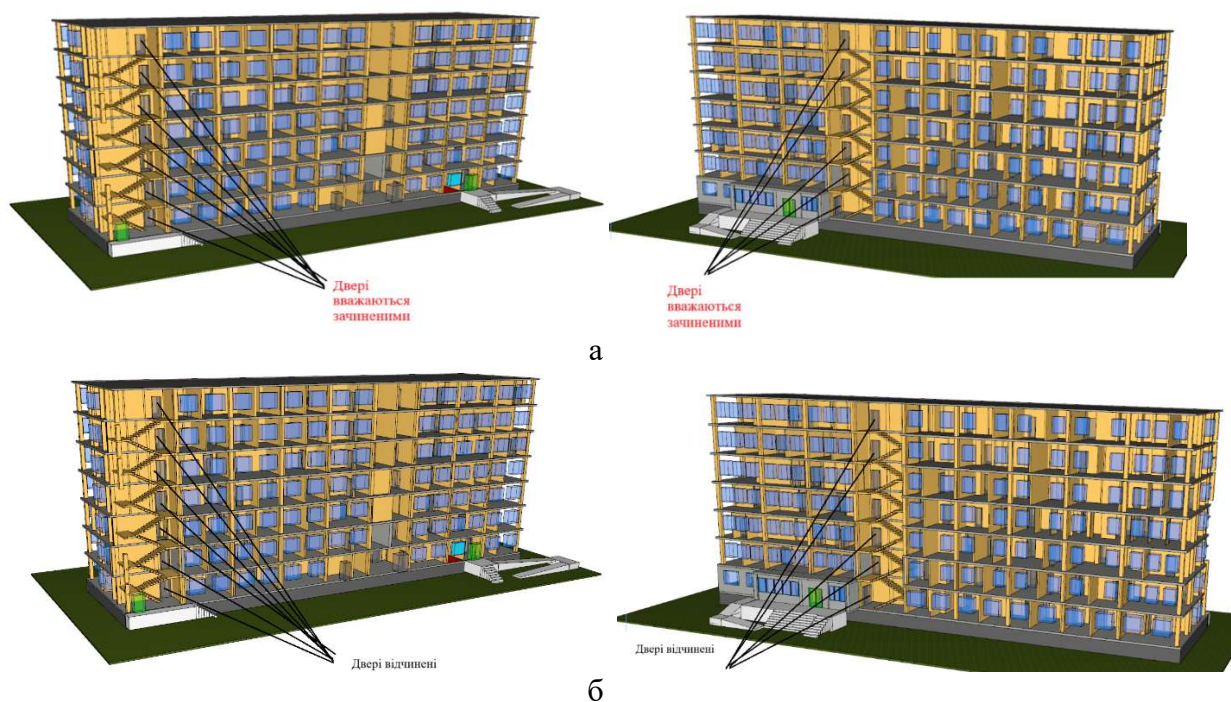 Двері
вважаються
зачиненими
Двері
вважаються
зачиненими
а
Двері відчинені
Двері відчинені
б